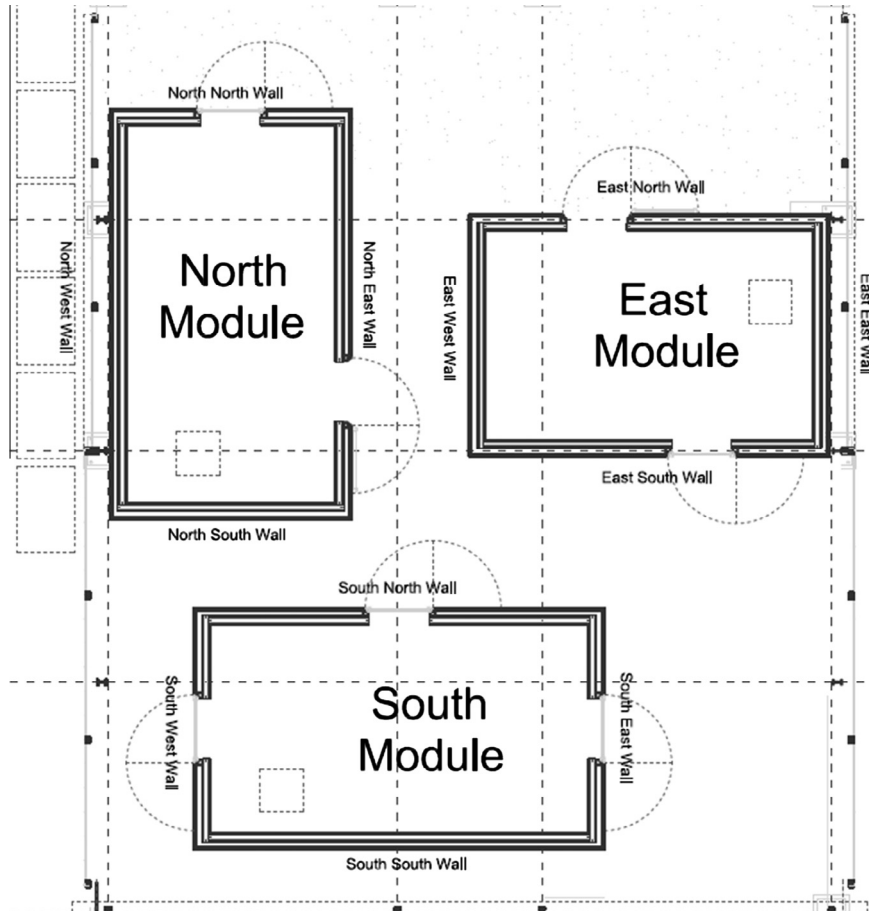 North North Wall
East North Wall
North West Wall
North
Module
North East Wall
East West Wall
East
Module
East East Wall
East South Wall
North South Wall
South North Wall
South West Wall
South
Module
South East Wall
South South Wall